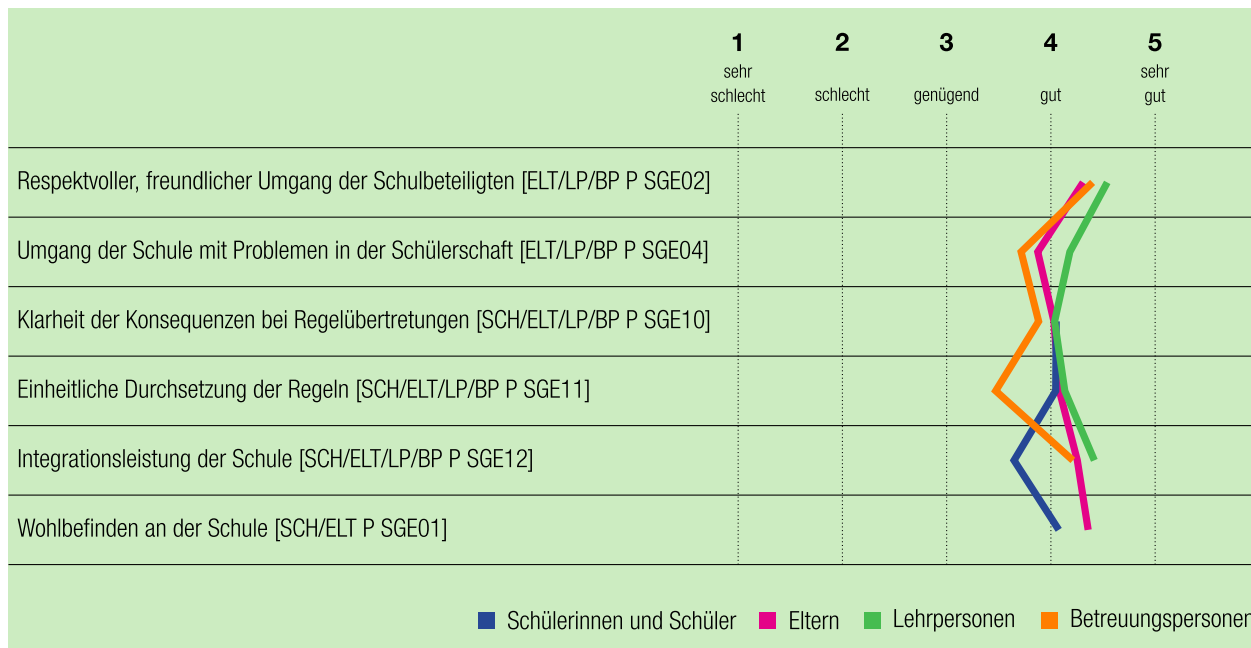 1 2 3 4 5
sehr schlecht schlecht genügend gut sehr gut
Respektvoller, freundlicher Umgang der Schulbeteiligten [ELT/LP/BP P SGE02]
Umgang der Schule mit Problemen in der Schülerschaft [ELT/LP/BP P SGE04]
Klarheit der Konsequenzen bei Regelübertretungen [SCH/ELT/LP/BP P SGE10]
Einheitliche Durchsetzung der Regeln [SCH/ELT/LP/BP P SGE11]
Integrationsleistung der Schule [SCH/ELT/LP/BP P SGE12]
Wohlbefinden an der Schule [SCH/ELT P SGE01]
Schülerinnen und Schüler Eltern Lehrpersonen Betreuungspersonen